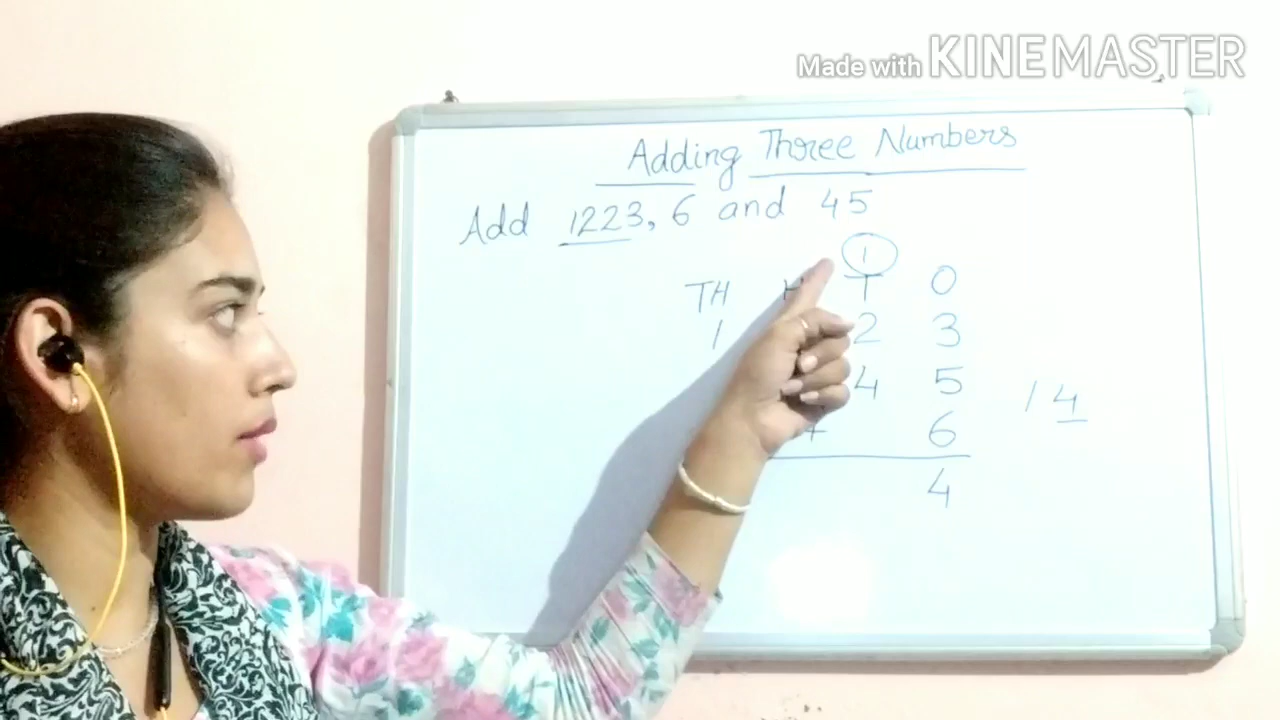 Made with KINEMASTER
Adding Three Numbers
Add 1223, 6 and 45
1
TH H T O
1 2 3
4 5
+ 6
14
4